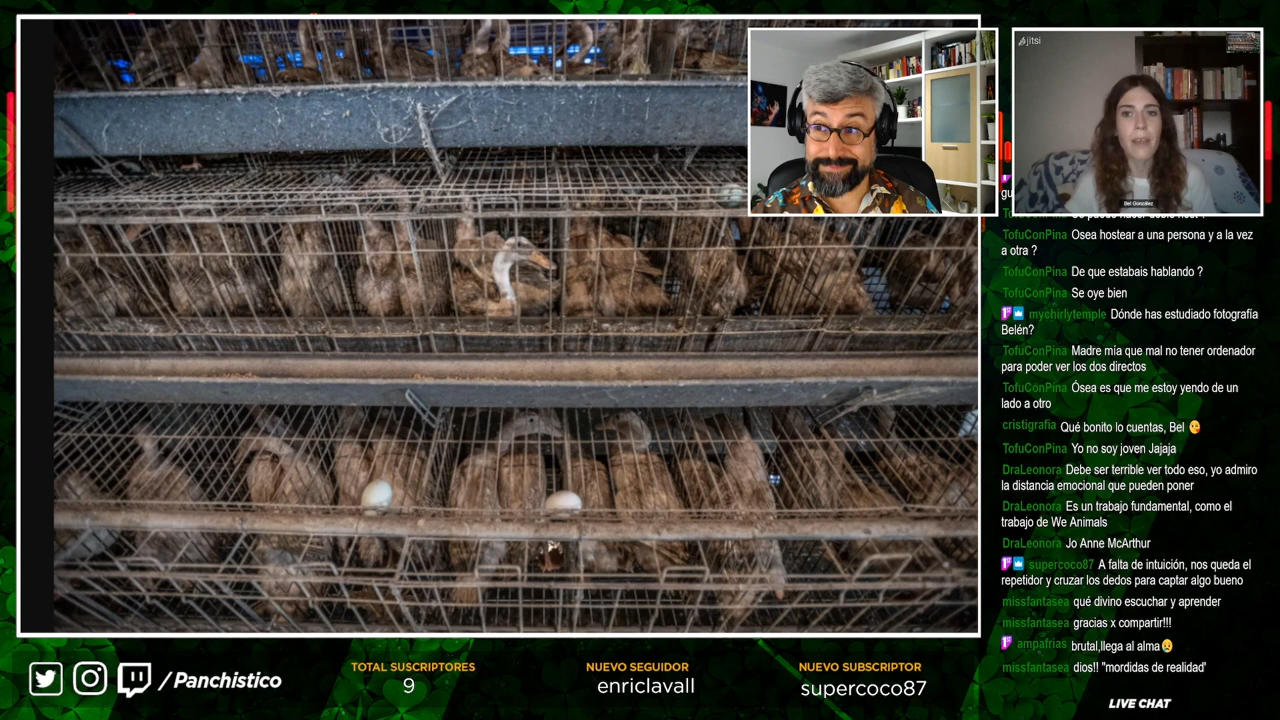 jitsi
Bel González
TofuConPina Osea hostear a una persona y a la vez
a otra ?
TofuConPina De que estabais hablando ?
TofuConPina Se oye bien
mychirlytemple Dónde has estudiado fotografía
Belén?
TofuConPina Madre mia que mal no tener ordenador
para poder ver los dos directos
TofuConPina Ósea es que me estoy yendo de un
lado a otro
cristigrafia Qué bonito lo cuentas, Bel 😘
TofuConPina Yo no soy joven Jajaja
DraLeonora Debe ser terrible ver todo eso, yo admiro
la distancia emocional que pueden poner
DraLeonora Es un trabajo fundamental, como el
trabajo de We Animals
DraLeonora Jo Anne McArthur
supercoco87 A falta de intuición, nos queda el
repetidor y cruzar los dedos para captar algo bueno
missfantasea qué divino escuchar y aprender
missfantasea gracias x compartir!!!
ampafrias brutal,llega al alma😢
missfantasea dios!! "mordidas de realidad"
LIVE CHAT
/Panchistico
TOTAL SUSCRIPTORES
9
NUEVO SEGUIDOR
enriclavall
NUEVO SUBSCRIPTOR
supercoco87